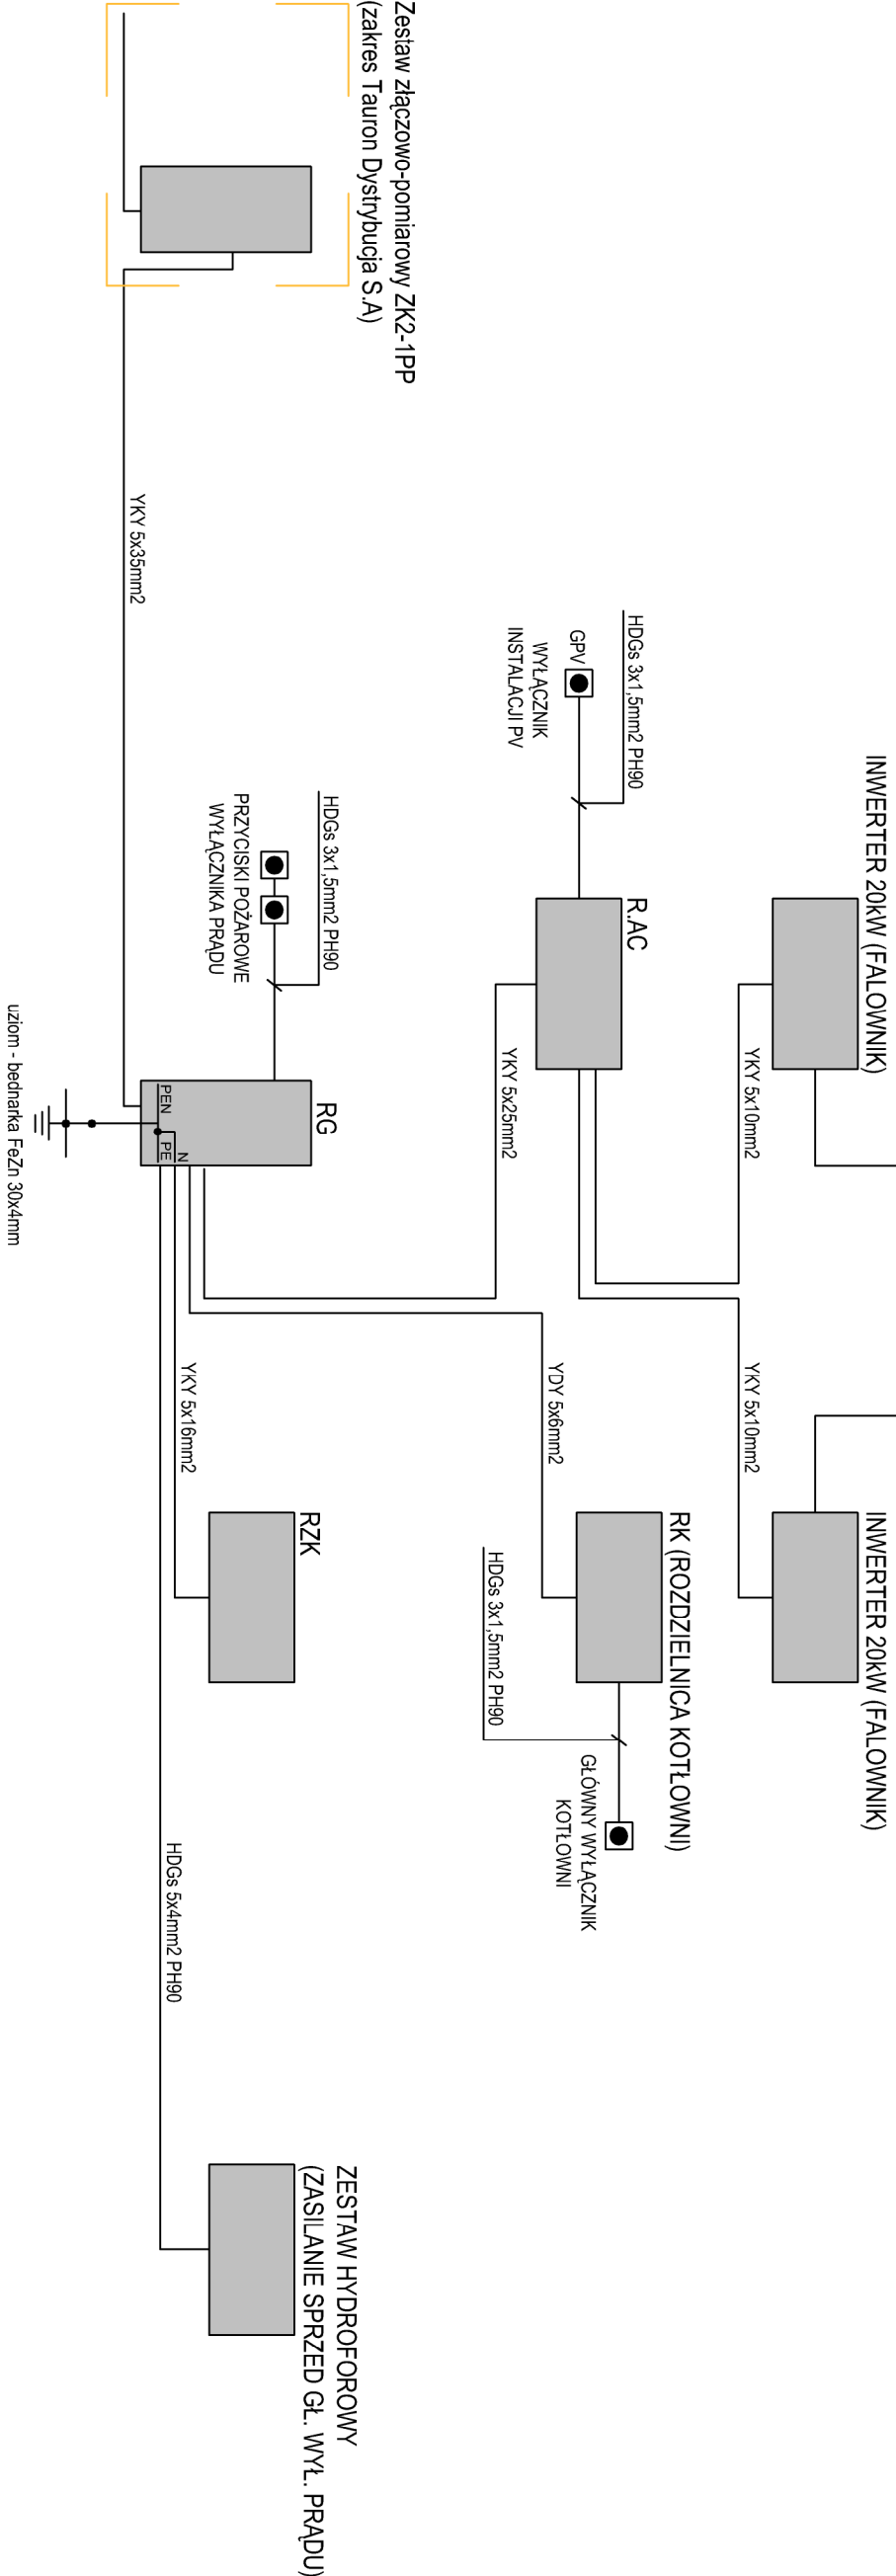 INWERTER 20kW (FALOWNIK)
INWERTER 20kW (FALOWNIK)
YKY 5x10mm2
YKY 5x10mm2
HDGs 3x1,5mm2 PH90
GPV
WYŁĄCZNIK
INSTALACJI PV
R.AC
YKY 5x25mm2
RK (ROZDZIELNICA KOTŁOWNI)
YDY 5x6mm2
HDGs 3x1,5mm2 PH90
GŁÓWNY WYŁĄCZNIK
KOTŁOWNI
Zestaw złączowo-pomiarowy ZK2-1PP
(zakres Tauron Dystrybucja S.A)
HDGs 3x1,5mm2 PH90
PRZYCISKI POŻAROWE
WYŁĄCZNIKA PRĄDU
RG
N
PEN
PE
RZK
YKY 5x16mm2
ZESTAW HYDROFOROWY
(ZASILANIE SPRZED GŁ. WYŁ. PRĄDU)
HDGs 5x4mm2 PH90
YKY 5x35mm2
uziom - bednarka FeZn 30x4mm